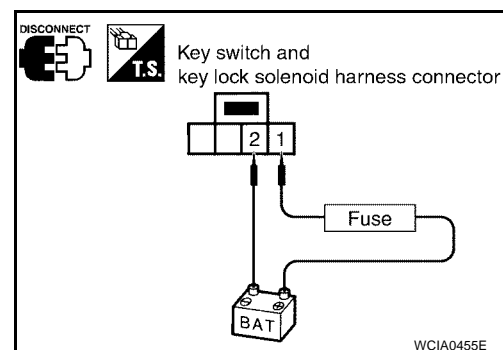 DISCONNECT
T.S.
Key switch and
key lock solenoid harness connector
2 1
Fuse
BAT
WCIA0455E